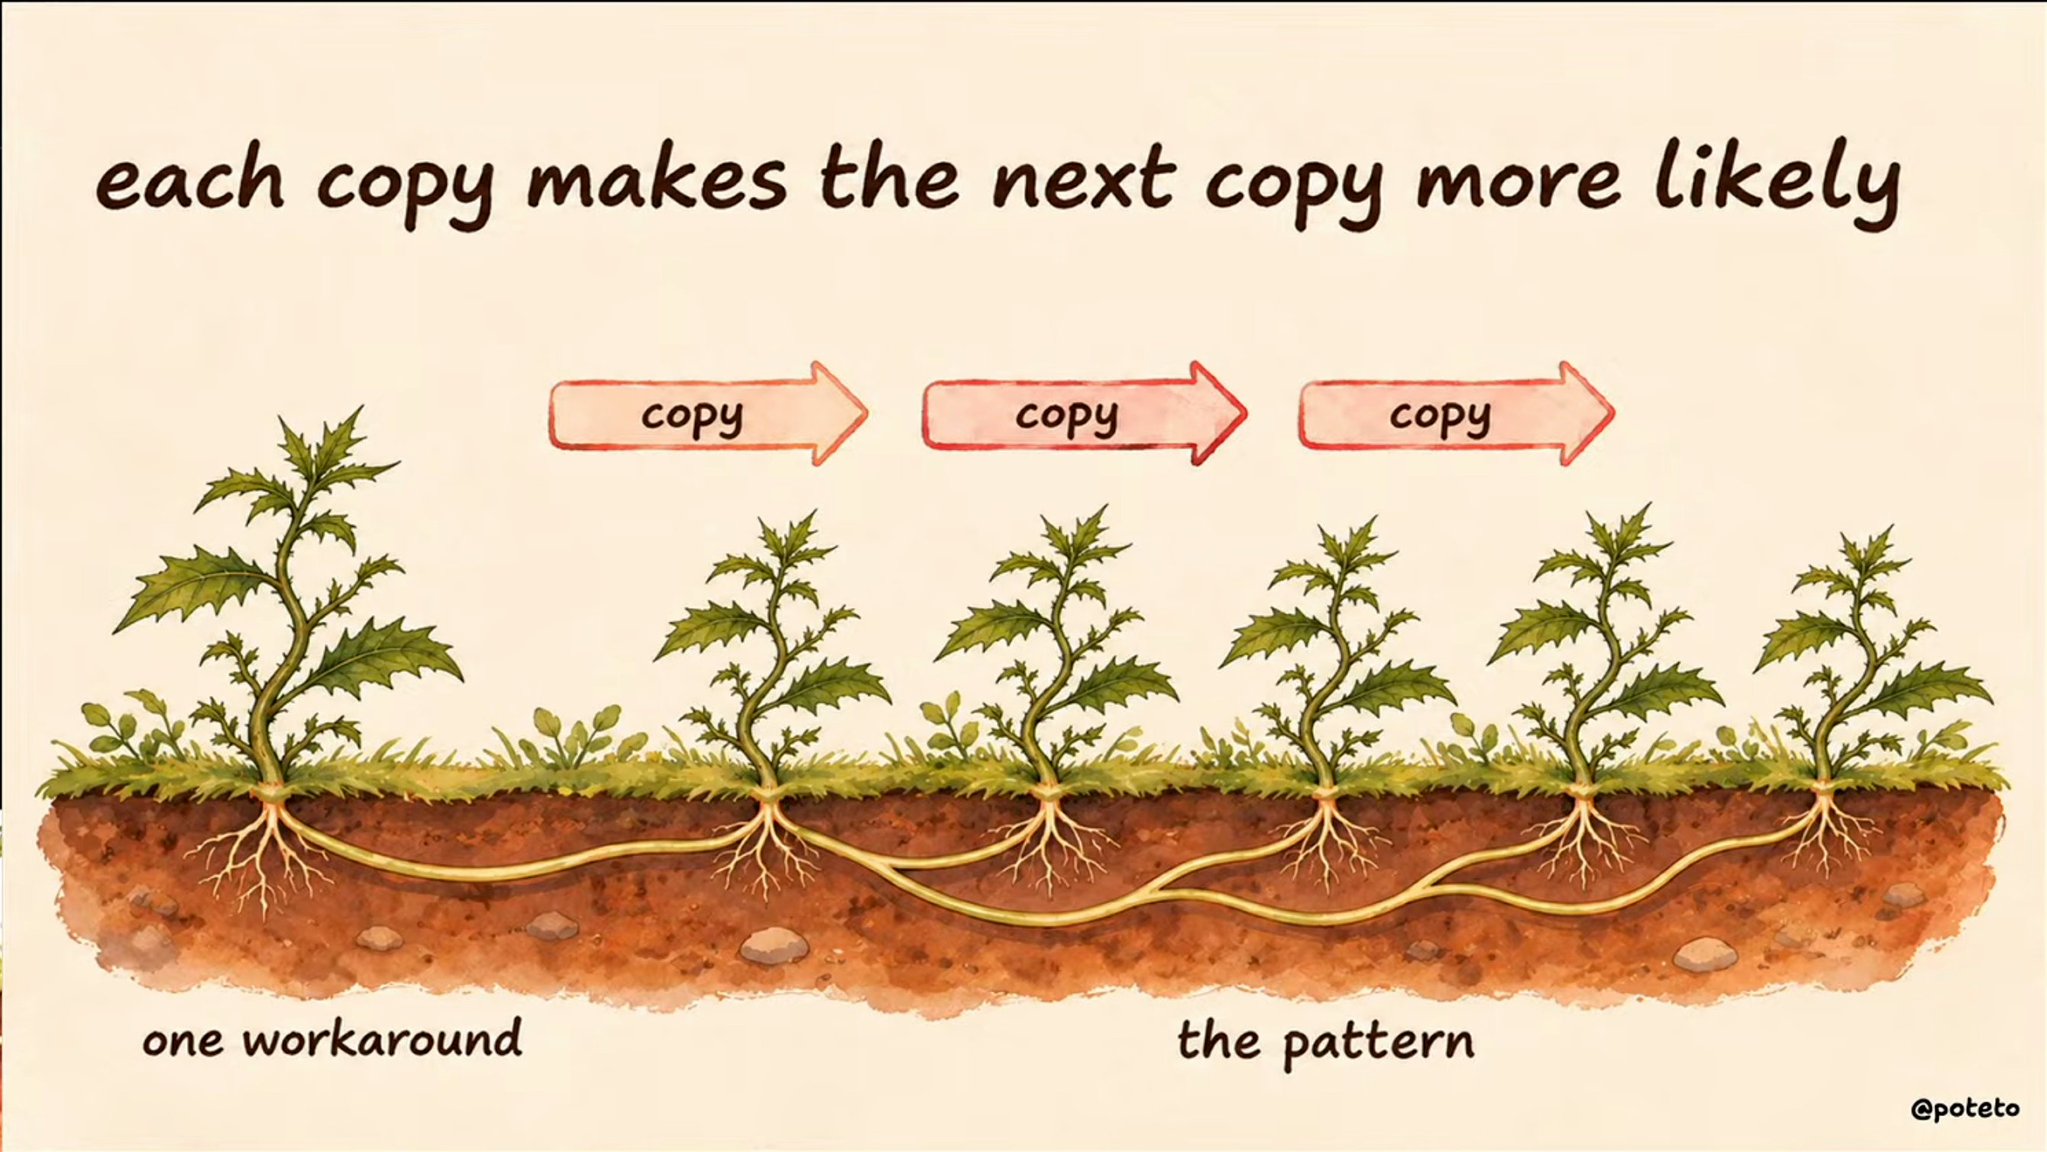 each copy makes the next copy more likely
copy
copy
copy
one workaround
the pattern
@poteto